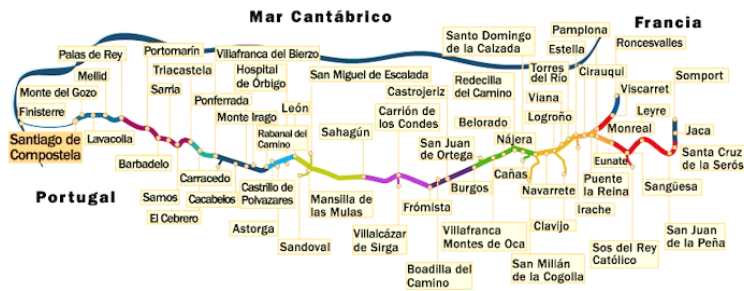 Mar Cantábrico
Francia
Portugal
Santiago de
Compostela
Finisterre
Monte del Gozo
Mellid
Palas de Rey
Lavacolla
Portomarín
Triacastela
Sarria
Barbadelo
Samos
El Cebrero
Ponferrada
Monte Irago
Carracedo
Cacabelos
Villafranca del Bierzo
Hospital
de Órbigo
León
Rabanal del
Camino
Castrillo de
Polvazares
Astorga
Sandoval
San Miguel de Escalada
Mansilla de
las Mulas
Sahagún
Villalcázar
de Sirga
Carrión de
los Condes
Castrojeriz
Frómista
Boadilla del
Camino
San Juan
de Ortega
Burgos
Villafranca
Montes de Oca
Belorado
Redecilla
del Camino
Santo Domingo
de la Calzada
Nájera
Cañas
San Millán
de la Cogolla
Clavijo
Navarrete
Logroño
Viana
Torres
del Río
Estella
Pamplona
Irache
Cirauqui
Puente
la Reina
Eunate
Roncesvalles
Viscarret
Monreal
Leyre
Somport
Jaca
Santa Cruz
de la Serós
Sangüesa
San Juan
de la Peña
Sos del Rey
Católico